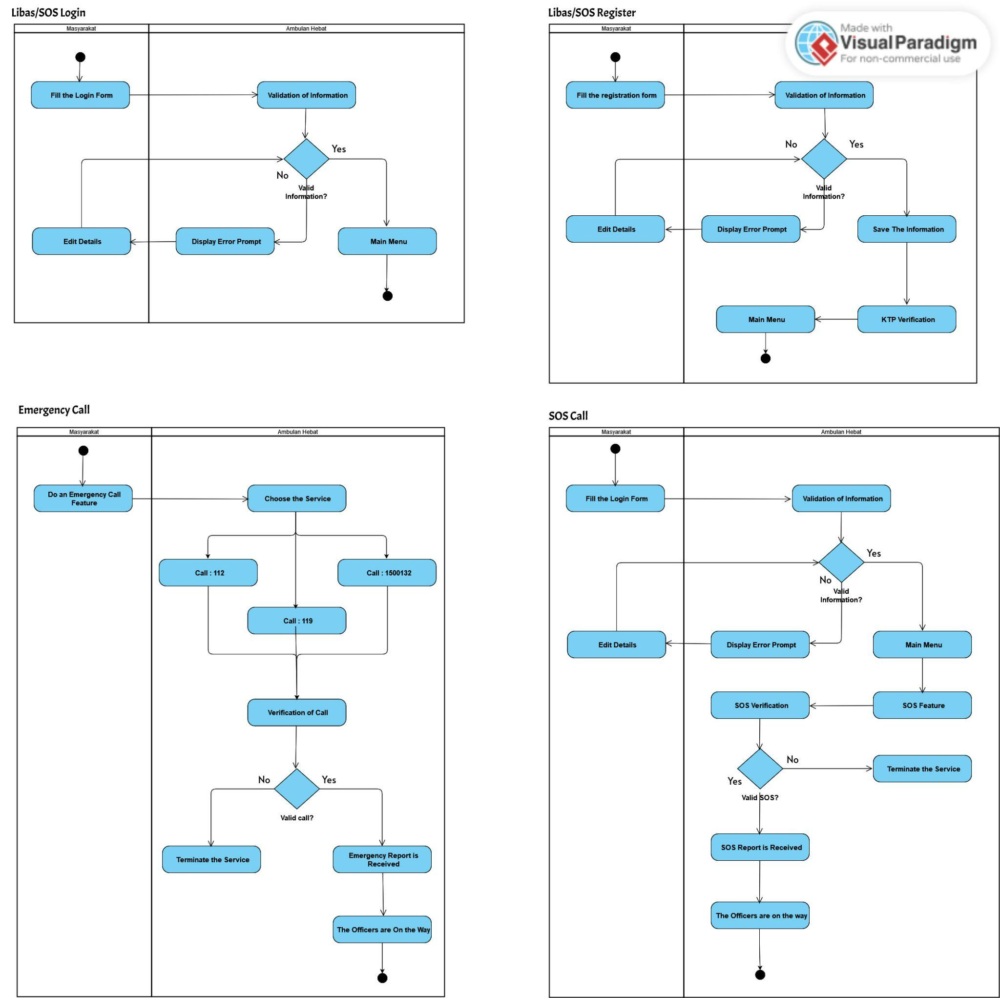 Libas/SOS Login
Masyarakat
Ambulan Hebat
Fill the Login Form
Validation of Information
Yes
No
Valid
Information?
Edit Details
Display Error Prompt
Main Menu
Libas/SOS Register
Masyarakat
Made with
Visual Paradigm
For non-commercial use
Fill the registration form
Validation of Information
No
Yes
Valid
Information?
Edit Details
Display Error Prompt
Save The Information
Main Menu
KTP Verification
Emergency Call
Masyarakat
Ambulan Hebat
Do an Emergency Call
Feature
Choose the Service
Call : 112
Call : 1500132
Call : 119
Verification of Call
No
Yes
Valid call?
Terminate the Service
Emergency Report is
Received
The Officers are On the Way
SOS Call
Masyarakat
Ambulan Hebat
Fill the Login Form
Validation of Information
Yes
No
Valid
Information?
Edit Details
Display Error Prompt
Main Menu
SOS Verification
SOS Feature
No
Terminate the Service
Yes
Valid SOS?
SOS Report is Received
The Officers are on the way